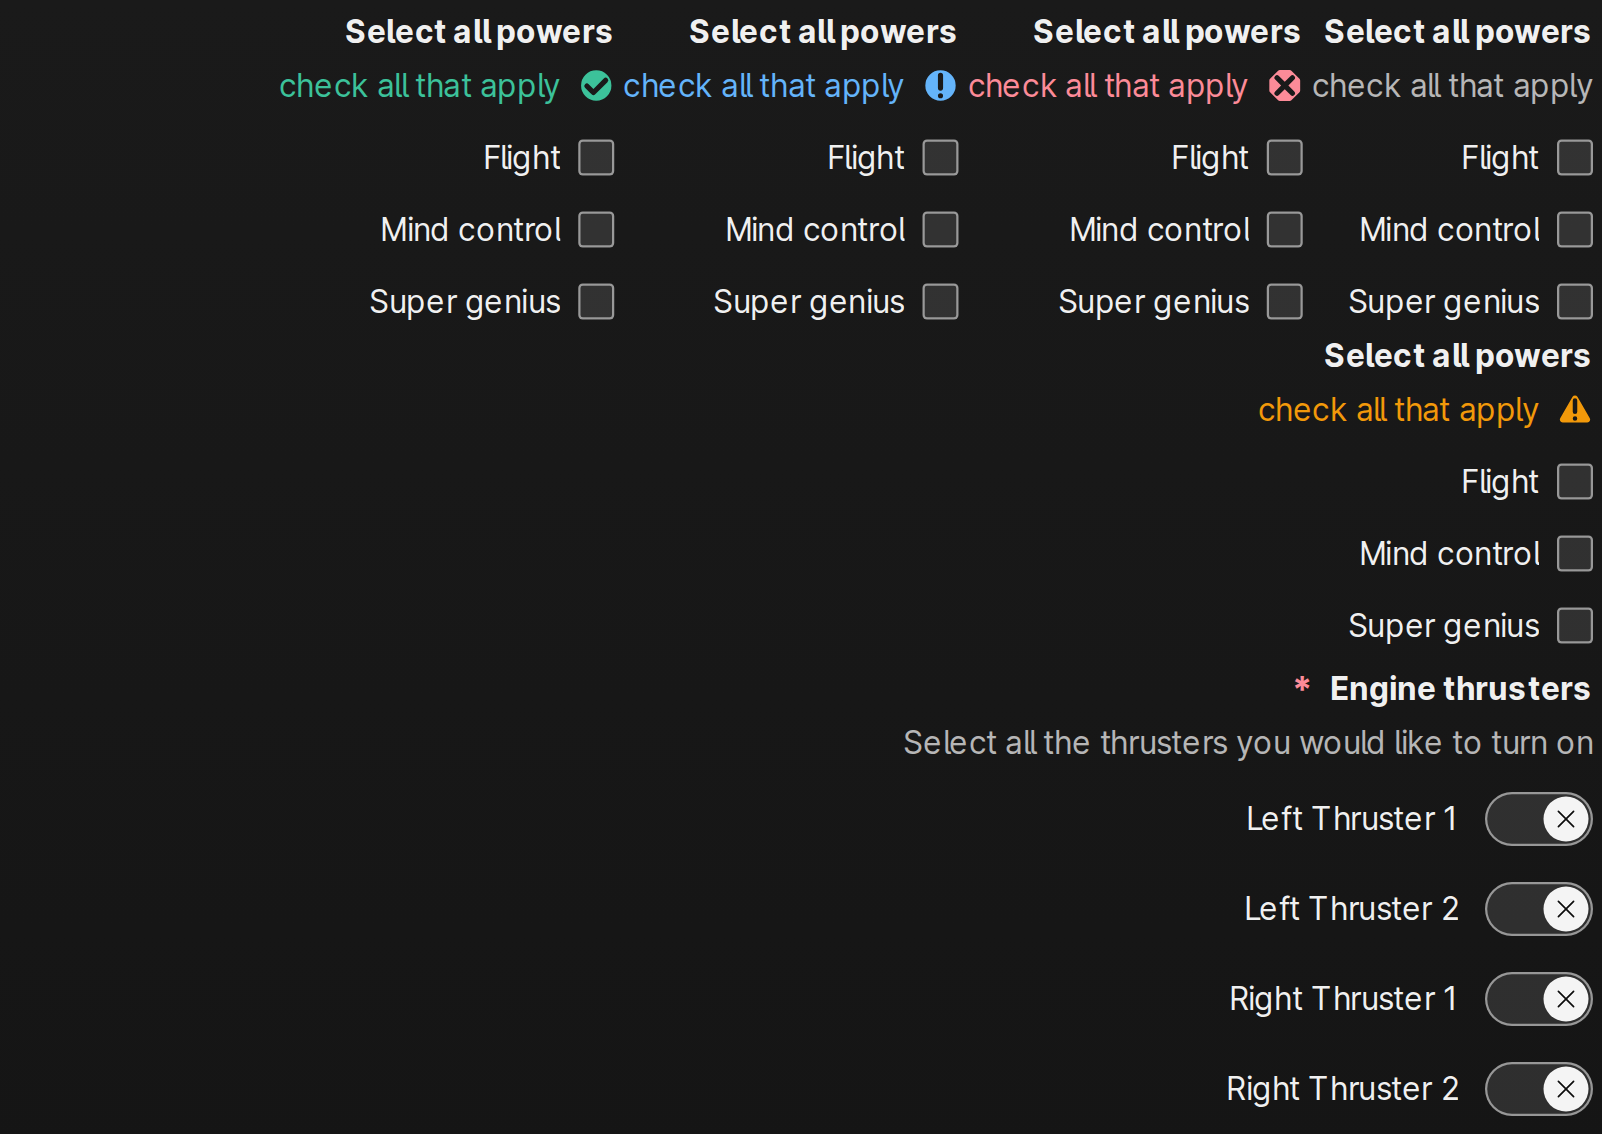 Select all powers
check all that apply
Flight
Mind control
Super genius
Select all powers
check all that apply
Flight
Mind control
Super genius
Select all powers
check all that apply
Flight
Mind control
Super genius
Select all powers
check all that apply
Flight
Mind control
Super genius
Select all powers
check all that apply
Flight
Mind control
Super genius
* Engine thrusters
Select all the thrusters you would like to turn on
Left Thruster 1
Left Thruster 2
Right Thruster 1
Right Thruster 2